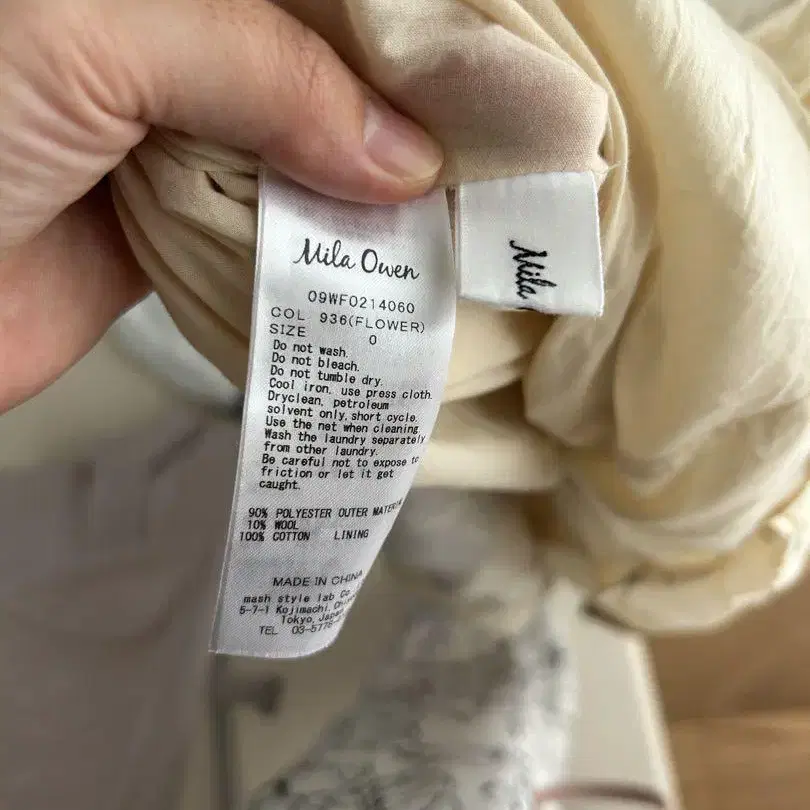 Mila Owen
09WF0214060
COL 936(FLOWER)
SIZE 0
Do not wash.
Do not bleach.
Do not tumble dry.
Cool iron, use press cloth.
Dryclean, petroleum
solvent only, short cycle.
Use the net when cleaning.
Wash the laundry separately
from other laundry.
Be careful not to expose to
friction or let it get
caught.
90% POLYESTER OUTER MATERIAL
10% WOOL
100% COTTON LINING
MADE IN CHINA
mash style lab Co
5-7-1 Kojimachi,
Tokyo, Japan
TEL 03-5778
Mila